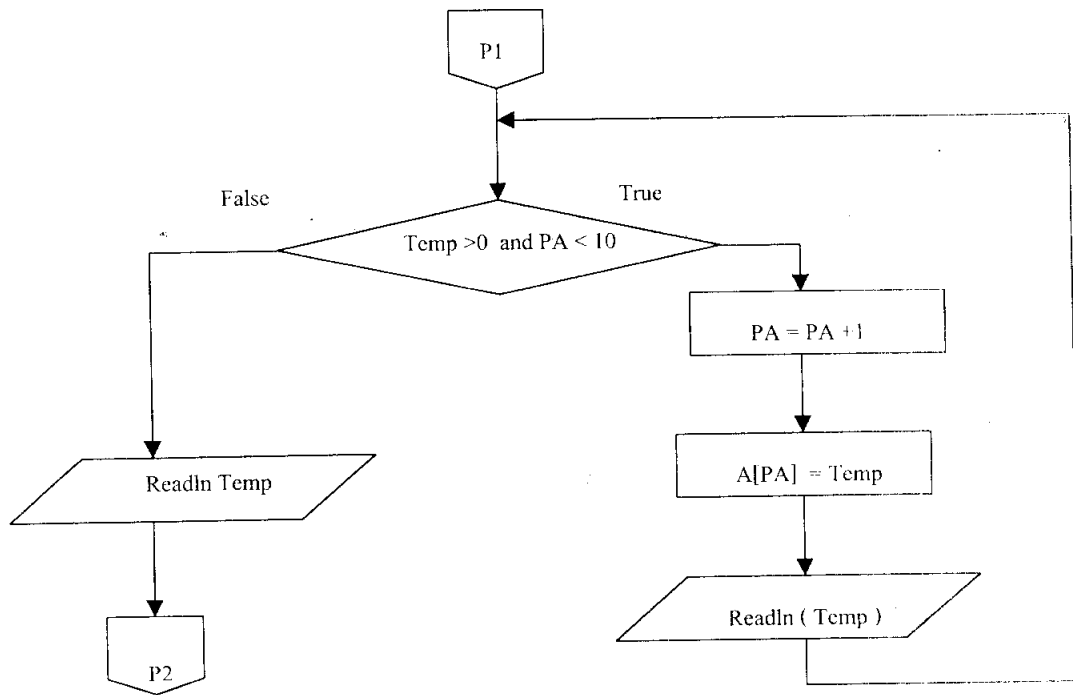 P1
False
True
Temp >0 and PA < 10
PA = PA +1
A[PA] = Temp
Readln Temp
Readln ( Temp )
P2